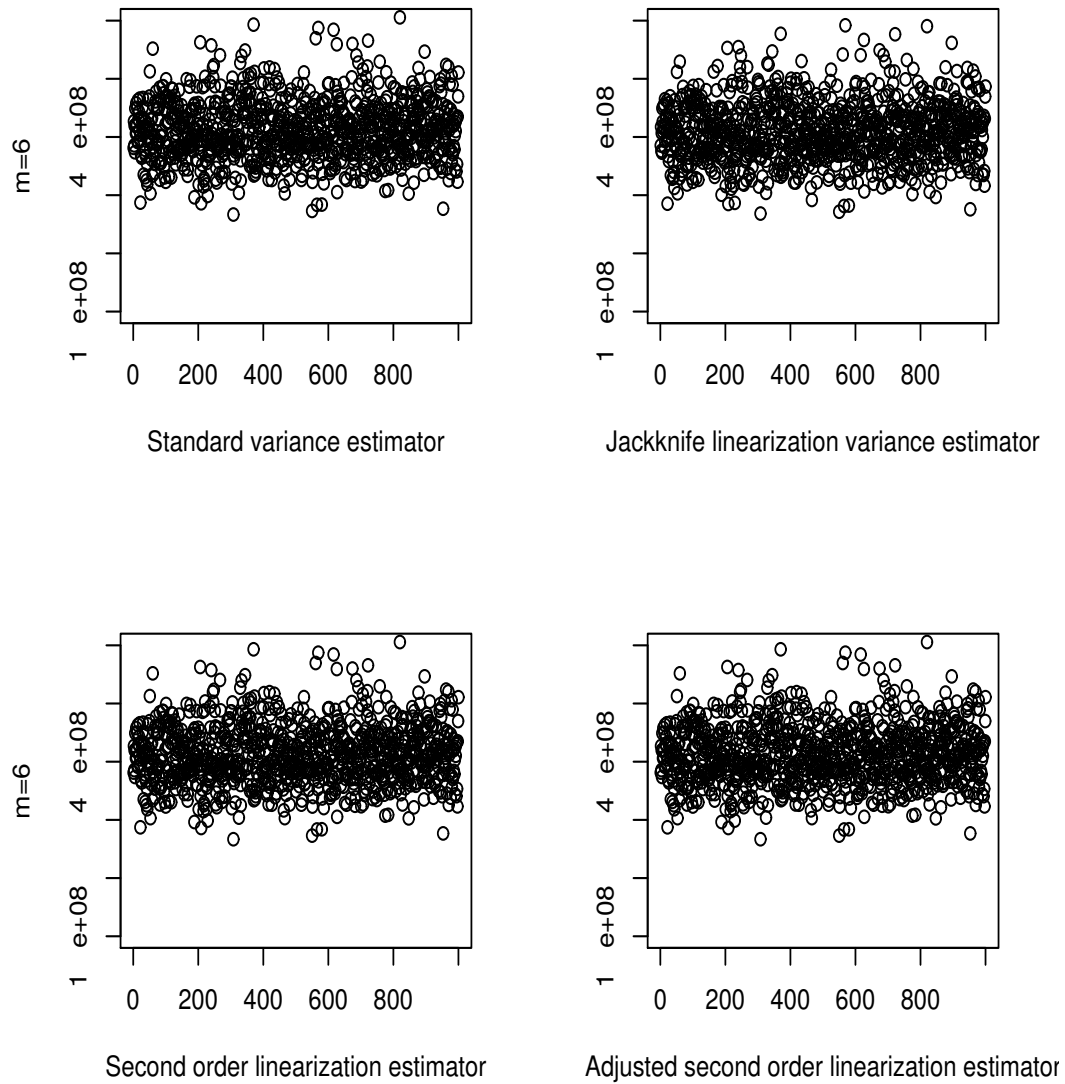 m=6
1 e+08
4 e+08
0 200 400 600 800
Standard variance estimator
1 e+08
4 e+08
0 200 400 600 800
Jackknife linearization variance estimator
m=6
1 e+08
4 e+08
0 200 400 600 800
Second order linearization estimator
1 e+08
4 e+08
0 200 400 600 800
Adjusted second order linearization estimator